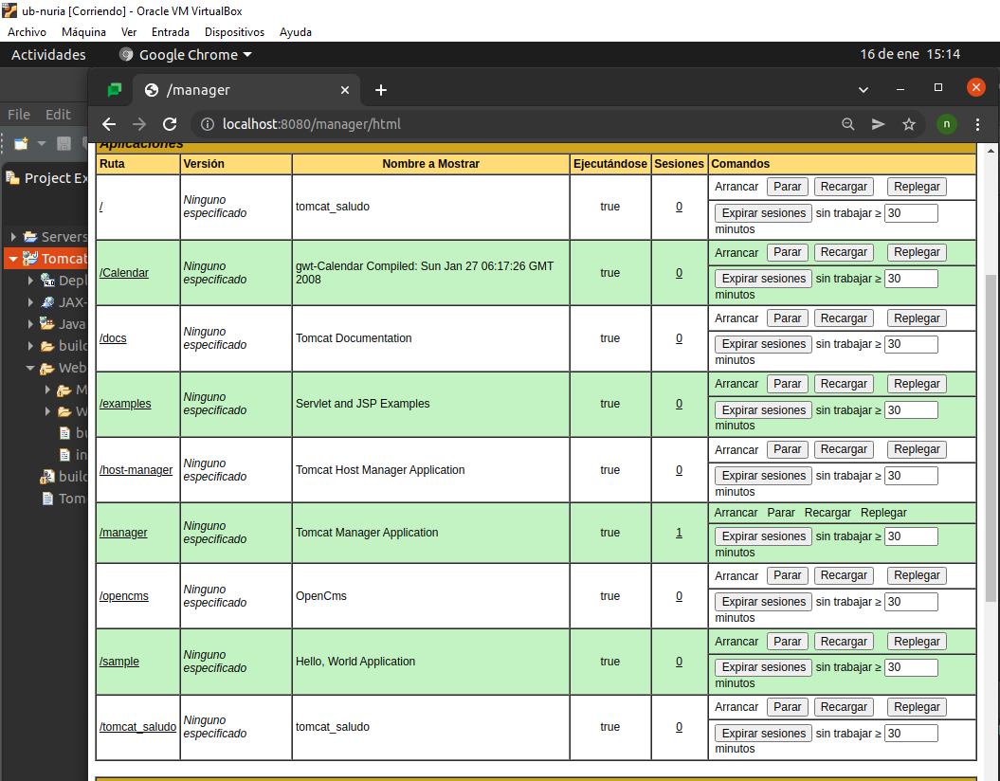 ub-nuria [Corriendo] - Oracle VM VirtualBox
Archivo Máquina Ver Entrada Dispositivos Ayuda
Actividades Google Chrome 16 de ene 15:14
/manager
File Edit
localhost:8080/manager/html n
Project Ex
Servers
Tomcat
Depl
JAX-
Java
build
Web
M
W
bu
in
build
Tom
Aplicaciones
Ruta Versión Nombre a Mostrar Ejecutándose Sesiones Comandos
/ Ninguno especificado tomcat_saludo true 0 Arrancar Parar Recargar Replegar
Expirar sesiones sin trabajar ≥ 30
minutos
/Calendar Ninguno especificado gwt-Calendar Compiled: Sun Jan 27 06:17:26 GMT 2008 true 0 Arrancar Parar Recargar Replegar
Expirar sesiones sin trabajar ≥ 30
minutos
/docs Ninguno especificado Tomcat Documentation true 0 Arrancar Parar Recargar Replegar
Expirar sesiones sin trabajar ≥ 30
minutos
/examples Ninguno especificado Servlet and JSP Examples true 0 Arrancar Parar Recargar Replegar
Expirar sesiones sin trabajar ≥ 30
minutos
/host-manager Ninguno especificado Tomcat Host Manager Application true 0 Arrancar Parar Recargar Replegar
Expirar sesiones sin trabajar ≥ 30
minutos
/manager Ninguno especificado Tomcat Manager Application true 1 Arrancar Parar Recargar Replegar
Expirar sesiones sin trabajar ≥ 30
minutos
/opencms Ninguno especificado OpenCms true 0 Arrancar Parar Recargar Replegar
Expirar sesiones sin trabajar ≥ 30
minutos
/sample Ninguno especificado Hello, World Application true 0 Arrancar Parar Recargar Replegar
Expirar sesiones sin trabajar ≥ 30
minutos
/tomcat_saludo Ninguno especificado tomcat_saludo true 0 Arrancar Parar Recargar Replegar
Expirar sesiones sin trabajar ≥ 30
minutos